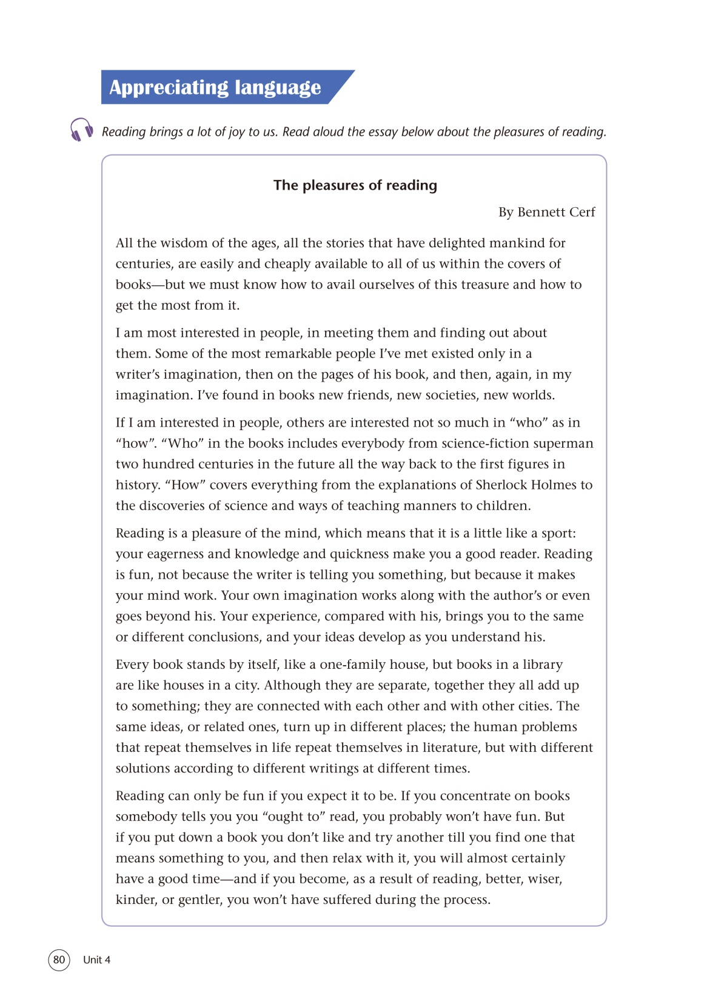 Appreciating language
Reading brings a lot of joy to us. Read aloud the essay below about the pleasures of reading.
The pleasures of reading
By Bennett Cerf
All the wisdom of the ages, all the stories that have delighted mankind for
centuries, are easily and cheaply available to all of us within the covers of
books—but we must know how to avail ourselves of this treasure and how to
get the most from it.
I am most interested in people, in meeting them and finding out about
them. Some of the most remarkable people I’ve met existed only in a
writer’s imagination, then on the pages of his book, and then, again, in my
imagination. I’ve found in books new friends, new societies, new worlds.
If I am interested in people, others are interested not so much in “who” as in
“how”. “Who” in the books includes everybody from science-fiction superman
two hundred centuries in the future all the way back to the first figures in
history. “How” covers everything from the explanations of Sherlock Holmes to
the discoveries of science and ways of teaching manners to children.
Reading is a pleasure of the mind, which means that it is a little like a sport:
your eagerness and knowledge and quickness make you a good reader. Reading
is fun, not because the writer is telling you something, but because it makes
your mind work. Your own imagination works along with the author’s or even
goes beyond his. Your experience, compared with his, brings you to the same
or different conclusions, and your ideas develop as you understand his.
Every book stands by itself, like a one-family house, but books in a library
are like houses in a city. Although they are separate, together they all add up
to something; they are connected with each other and with other cities. The
same ideas, or related ones, turn up in different places; the human problems
that repeat themselves in life repeat themselves in literature, but with different
solutions according to different writings at different times.
Reading can only be fun if you expect it to be. If you concentrate on books
somebody tells you you “ought to” read, you probably won’t have fun. But
if you put down a book you don’t like and try another till you find one that
means something to you, and then relax with it, you will almost certainly
have a good time—and if you become, as a result of reading, better, wiser,
kinder, or gentler, you won’t have suffered during the process.
80 Unit 4